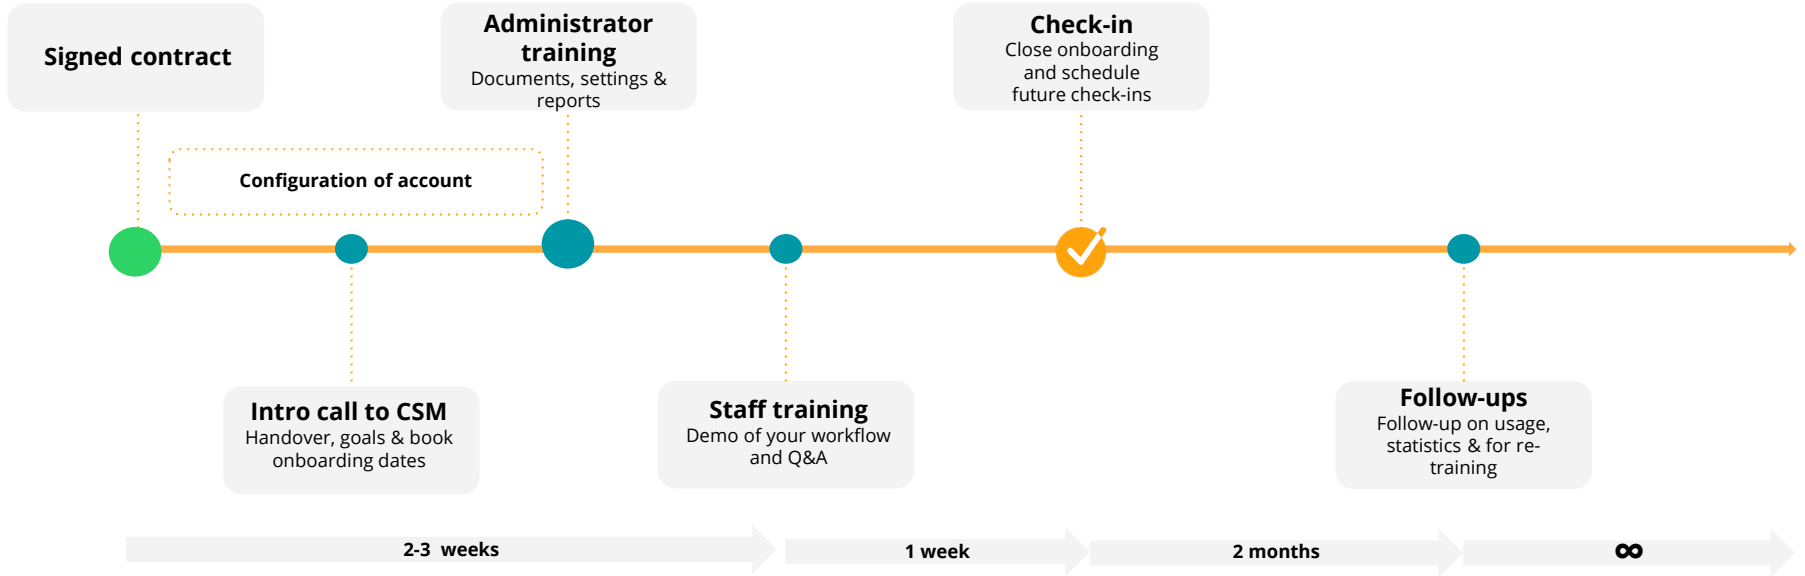 Signed contract
Administrator
training
Documents, settings &
reports
Check-in
Close onboarding
and schedule
future check-ins
Configuration of account
Intro call to CSM
Handover, goals & book
onboarding dates
Staff training
Demo of your workflow
and Q&A
Follow-ups
Follow-up on usage,
statistics & for re-
training
2-3 weeks
1 week
2 months
∞